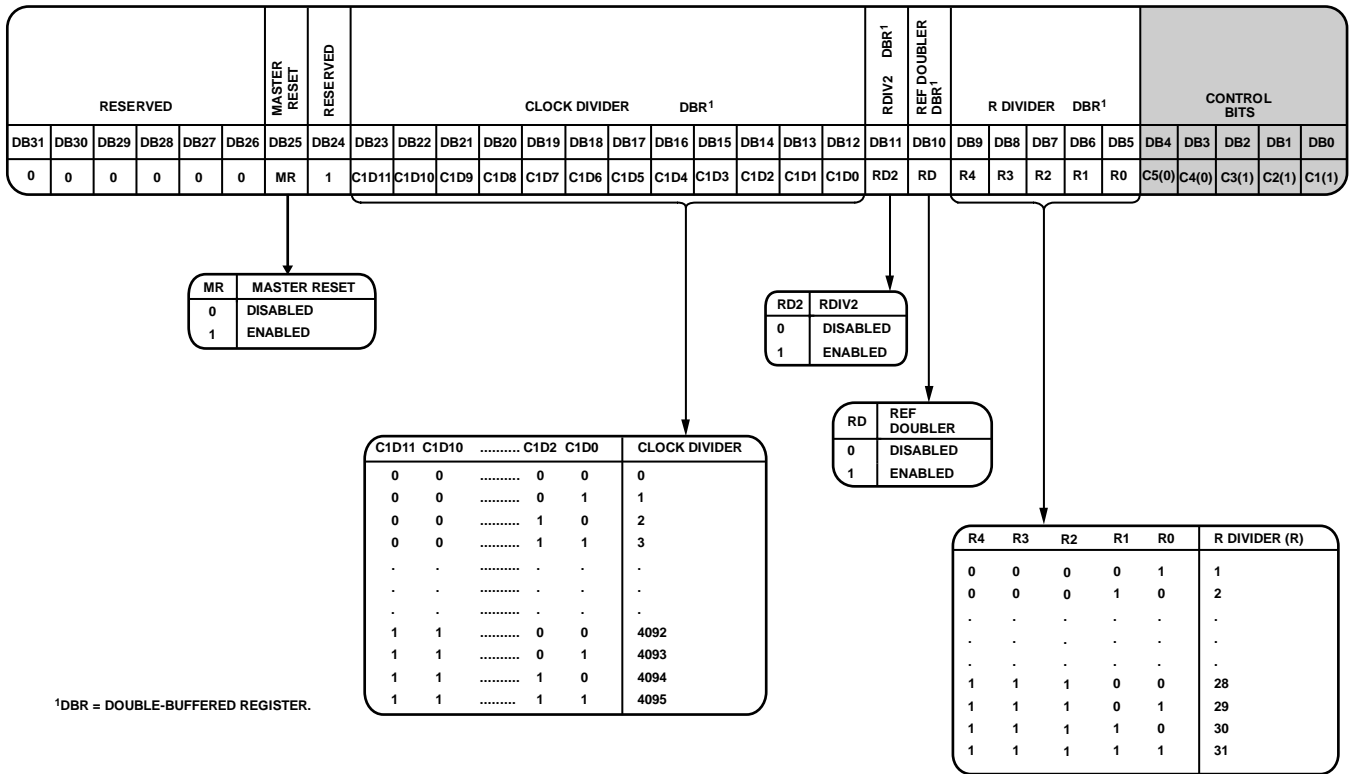 RESERVED
MASTER RESET
RESERVED
CLOCK DIVIDER DBR1
RDIV2 DBR1
REF DOUBLER DBR1
R DIVIDER DBR1
CONTROL BITS
DB31 DB30 DB29 DB28 DB27 DB26 DB25 DB24 DB23 DB22 DB21 DB20 DB19 DB18 DB17 DB16 DB15 DB14 DB13 DB12 DB11 DB10 DB9 DB8 DB7 DB6 DB5 DB4 DB3 DB2 DB1 DB0
0 0 0 0 0 0 MR 1 C1D11 C1D10 C1D9 C1D8 C1D7 C1D6 C1D5 C1D4 C1D3 C1D2 C1D1 C1D0 RD2 RD R4 R3 R2 R1 R0 C5(0) C4(0) C3(1) C2(1) C1(1)
MR MASTER RESET
0 DISABLED
1 ENABLED
RD2 RDIV2
0 DISABLED
1 ENABLED
RD REF DOUBLER
0 DISABLED
1 ENABLED
C1D11 C1D10 .......... C1D2 C1D0 CLOCK DIVIDER
0 0 .......... 0 0 0
0 0 .......... 0 1 1
0 0 .......... 1 0 2
0 0 .......... 1 1 3
. . .......... . . .
. . .......... . . .
. . .......... . . .
1 1 .......... 0 0 4092
1 1 .......... 0 1 4093
1 1 .......... 1 0 4094
1 1 ......... 1 1 4095
R4 R3 R2 R1 R0 R DIVIDER (R)
0 0 0 0 1 1
0 0 0 1 0 2
. . . . . .
. . . . . .
. . . . . .
1 1 1 0 0 28
1 1 1 0 1 29
1 1 1 1 0 30
1 1 1 1 1 31
1DBR = DOUBLE-BUFFERED REGISTER.